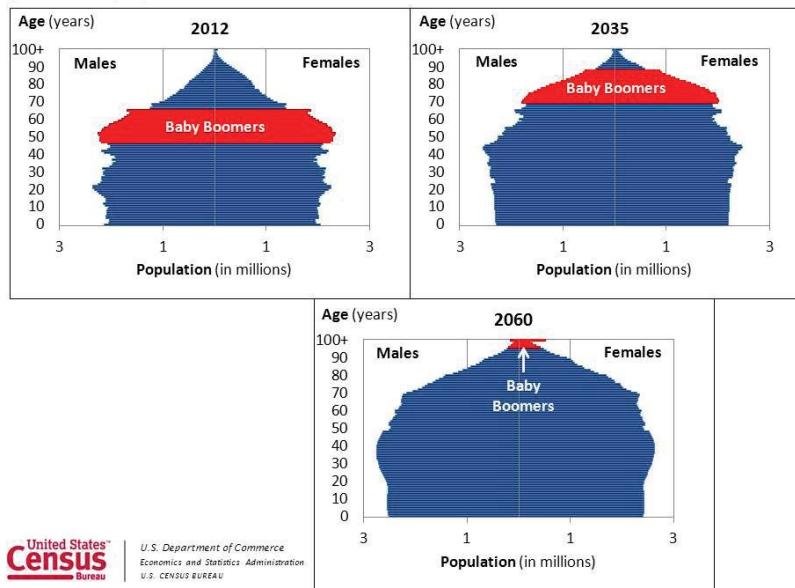 Age (years)
2012
100+
Males
Females
90
80
70
60
Baby Boomers
50
40
30
20
10
0
3
1
1
3
Population (in millions)
Age (years)
2035
100+
Males
Females
90
Baby Boomers
80
70
60
50
40
30
20
10
0
3
1
1
3
Population (in millions)
Age (years)
2060
100+
Males
Females
90
80
Baby
Boomers
70
60
50
40
30
20
10
0
3
1
1
3
Population (in millions)
United States™
Census
Bureau
U.S. Department of Commerce
Economics and Statistics Administration
U.S. CENSUS BUREAU